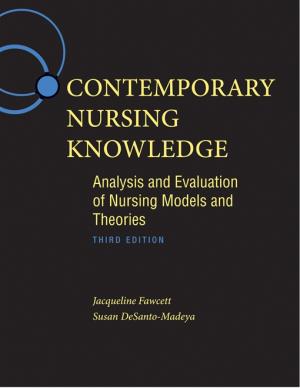 CONTEMPORARY
NURSING
KNOWLEDGE
Analysis and Evaluation
of Nursing Models and
Theories
THIRD EDITION
Jacqueline Fawcett
Susan DeSanto-Madeya